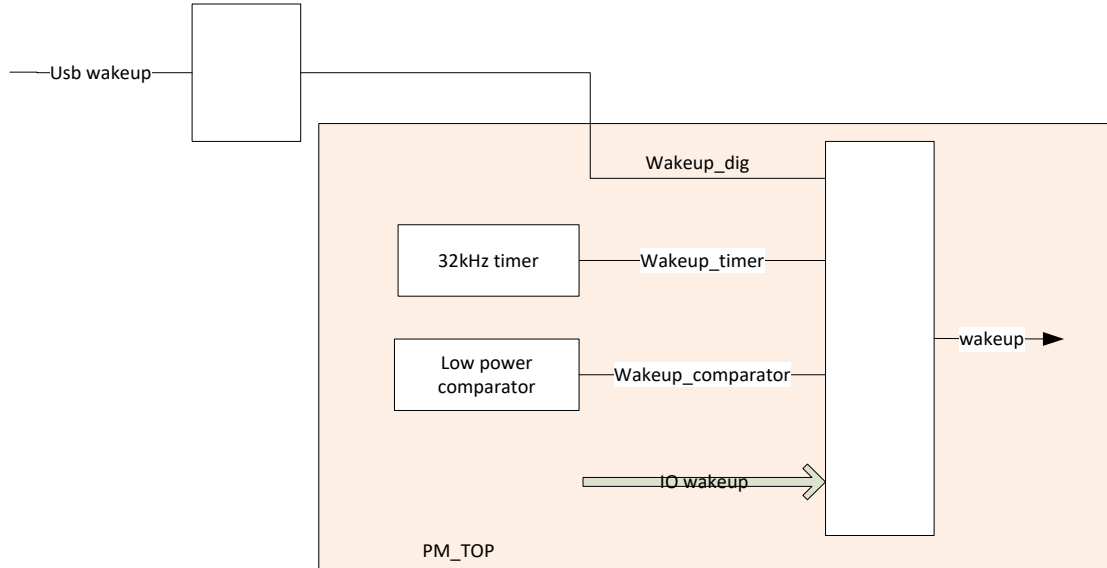 Usb wakeup
Wakeup_dig
32kHz timer
Wakeup_timer
wakeup
Low power
comparator
Wakeup_comparator
IO wakeup
PM_TOP